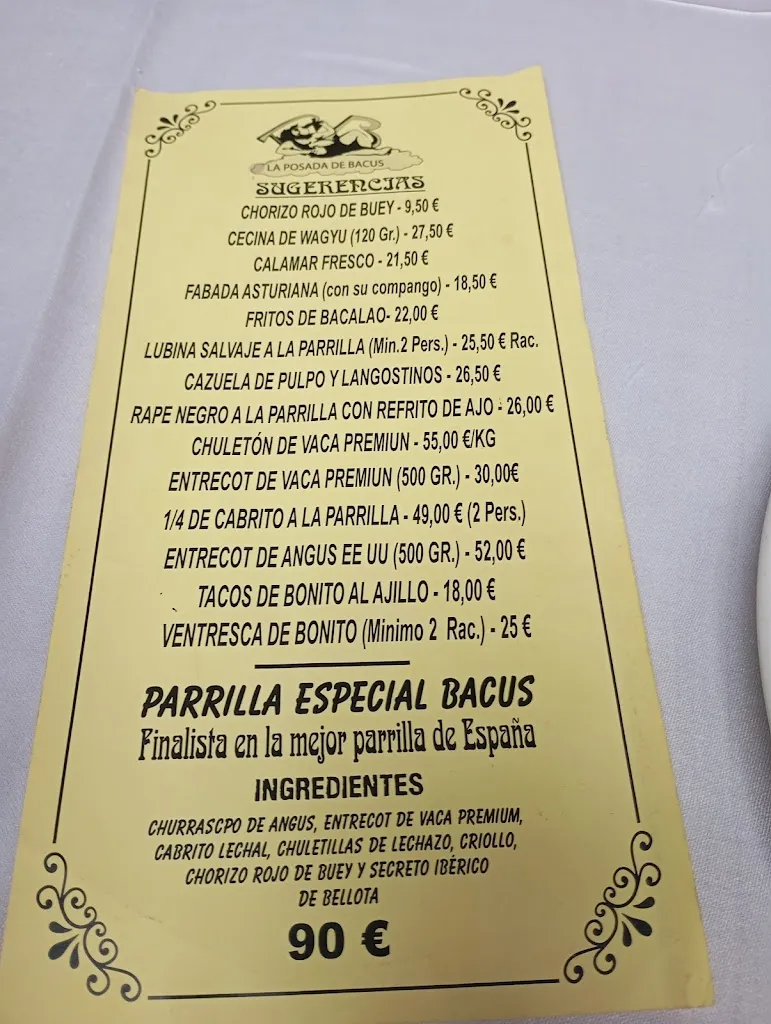 LA POSADA DE BACUS
SUGERENCIAS
CHORIZO ROJO DE BUEY - 9,50 €
CECINA DE WAGYU (120 Gr.) - 27,50 €
CALAMAR FRESCO - 21,50 €
FABADA ASTURIANA (con su compango) - 18,50 €
FRITOS DE BACALAO- 22,00 €
LUBINA SALVAJE A LA PARRILLA (Min.2 Pers.) - 25,50 € Rac.
CAZUELA DE PULPO Y LANGOSTINOS - 26,50 €
RAPE NEGRO A LA PARRILLA CON REFRITO DE AJO - 26,00 €
CHULETÓN DE VACA PREMIUN - 55,00 €/KG
ENTRECOT DE VACA PREMIUN (500 GR.) - 30,00€
1/4 DE CABRITO A LA PARRILLA - 49,00 € (2 Pers.)
ENTRECOT DE ANGUS EE UU (500 GR.) - 52,00 €
TACOS DE BONITO AL AJILLO - 18,00 €
VENTRESCA DE BONITO (Minimo 2 Rac.) - 25 €
PARRILLA ESPECIAL BACUS
Finalista en la mejor parrilla de España
INGREDIENTES
CHURRASCPO DE ANGUS, ENTRECOT DE VACA PREMIUM,
CABRITO LECHAL, CHULETILLAS DE LECHAZO, CRIOLLO,
CHORIZO ROJO DE BUEY Y SECRETO IBÉRICO
DE BELLOTA
90 €